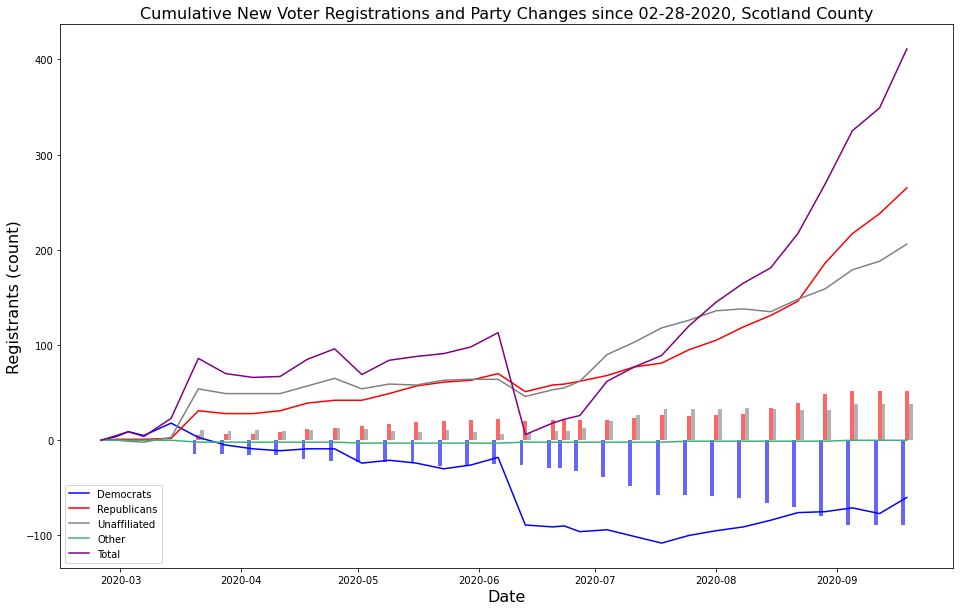 Cumulative New Voter Registrations and Party Changes since 02-28-2020, Scotland County
Registrants (count)
400
300
200
100
0
−100
Democrats
Republicans
Unaffiliated
Other
Total
2020-03
2020-04
2020-05
2020-06
2020-07
2020-08
2020-09
Date